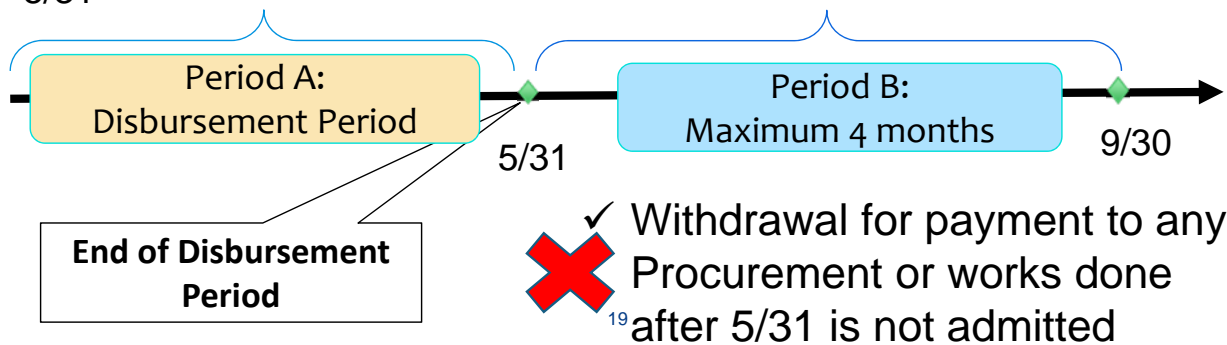 Period A:
Disbursement Period
Period B:
Maximum 4 months
5/31
9/30
End of Disbursement
Period
✓ Withdrawal for payment to any
Procurement or works done
19 after 5/31 is not admitted